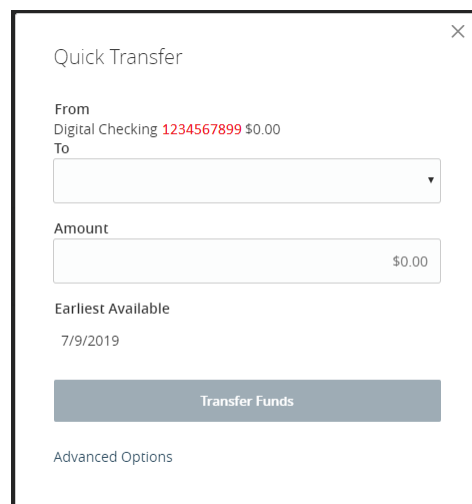 Quick Transfer
From
Digital Checking 1234567899 $0.00
To
Amount
$0.00
Earliest Available
7/9/2019
Transfer Funds
Advanced Options